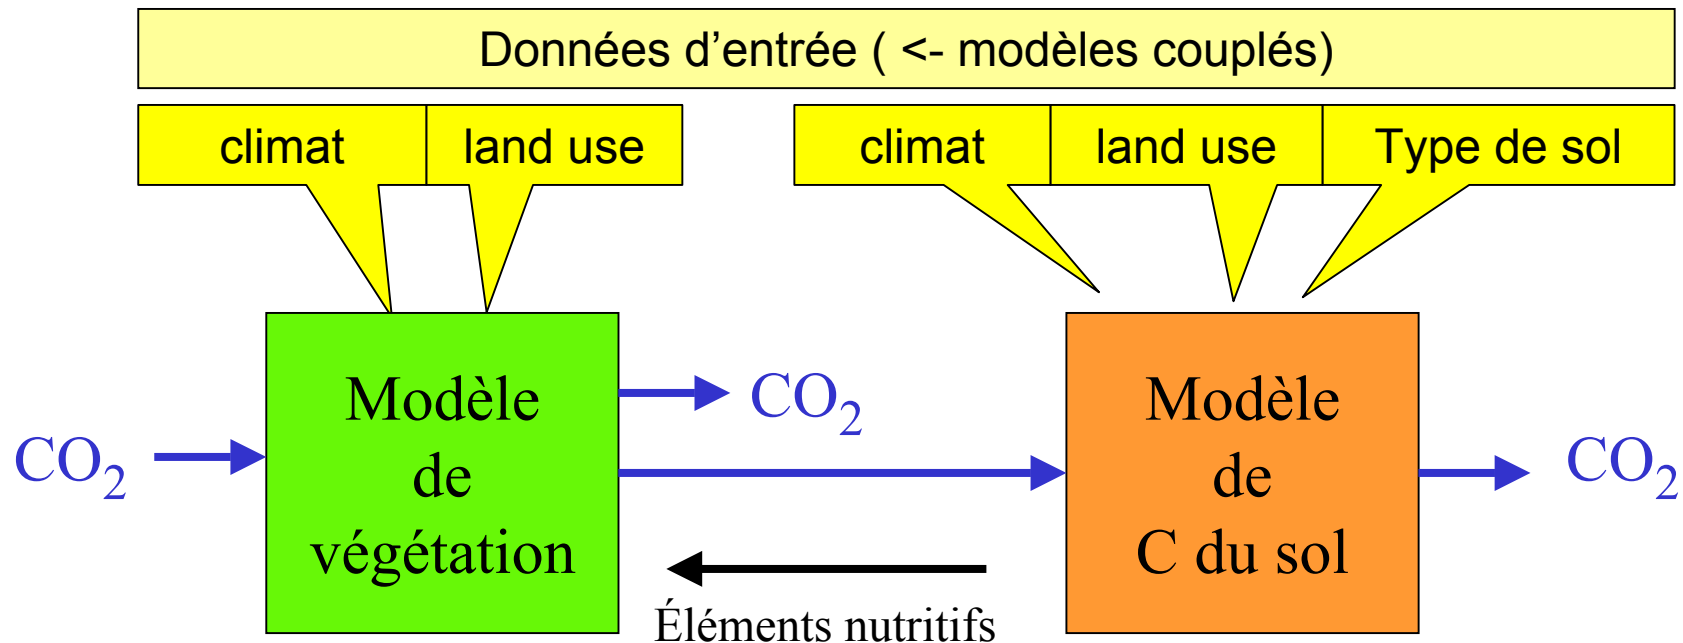 Données d'entrée ( <- modèles couplés)
climat
land use
climat
land use
Type de sol
CO2
Modèle
de
végétation
CO2
Modèle
de
C du sol
CO2
Éléments nutritifs